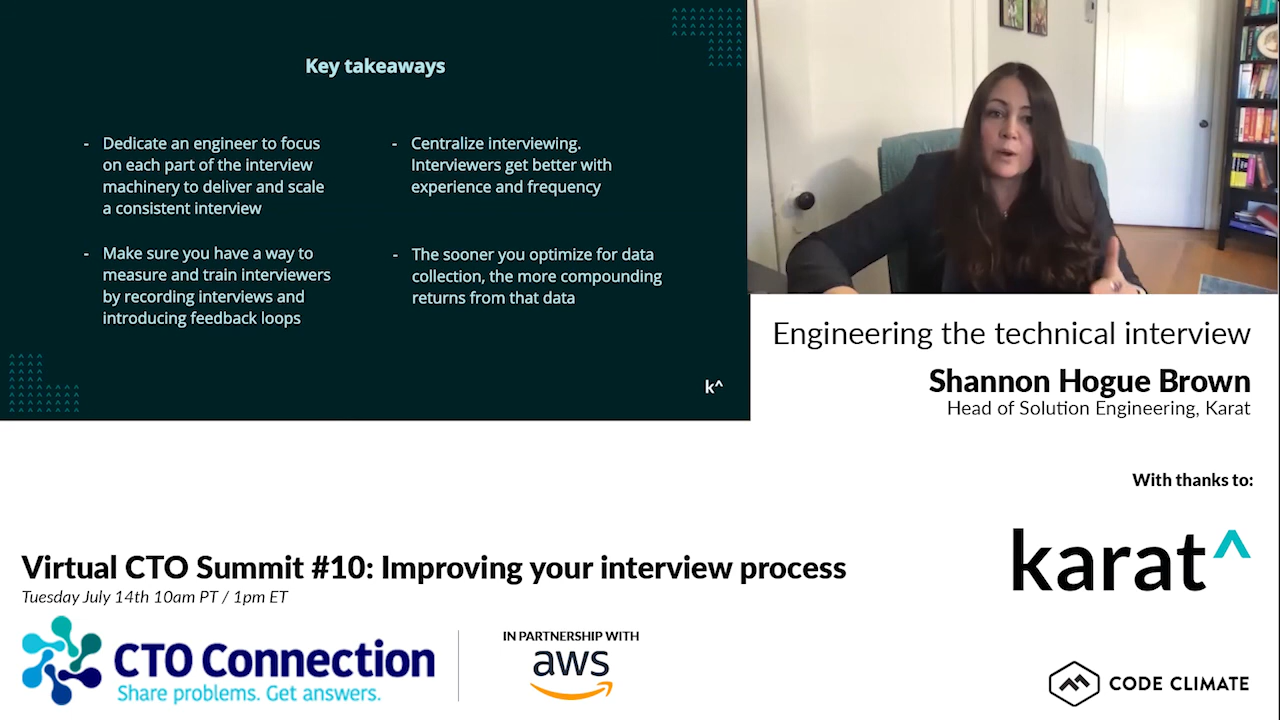 Key takeaways
- Dedicate an engineer to focus
on each part of the interview
machinery to deliver and scale
a consistent interview
- Make sure you have a way to
measure and train interviewers
by recording interviews and
introducing feedback loops
- Centralize interviewing.
Interviewers get better with
experience and frequency
- The sooner you optimize for data
collection, the more compounding
returns from that data
k^
Engineering the technical interview
Shannon Hogue Brown
Head of Solution Engineering, Karat
With thanks to:
karat^
Virtual CTO Summit #10: Improving your interview process
Tuesday July 14th 10am PT / 1pm ET
CTO Connection
Share problems. Get answers.
IN PARTNERSHIP WITH
aws
CODE CLIMATE